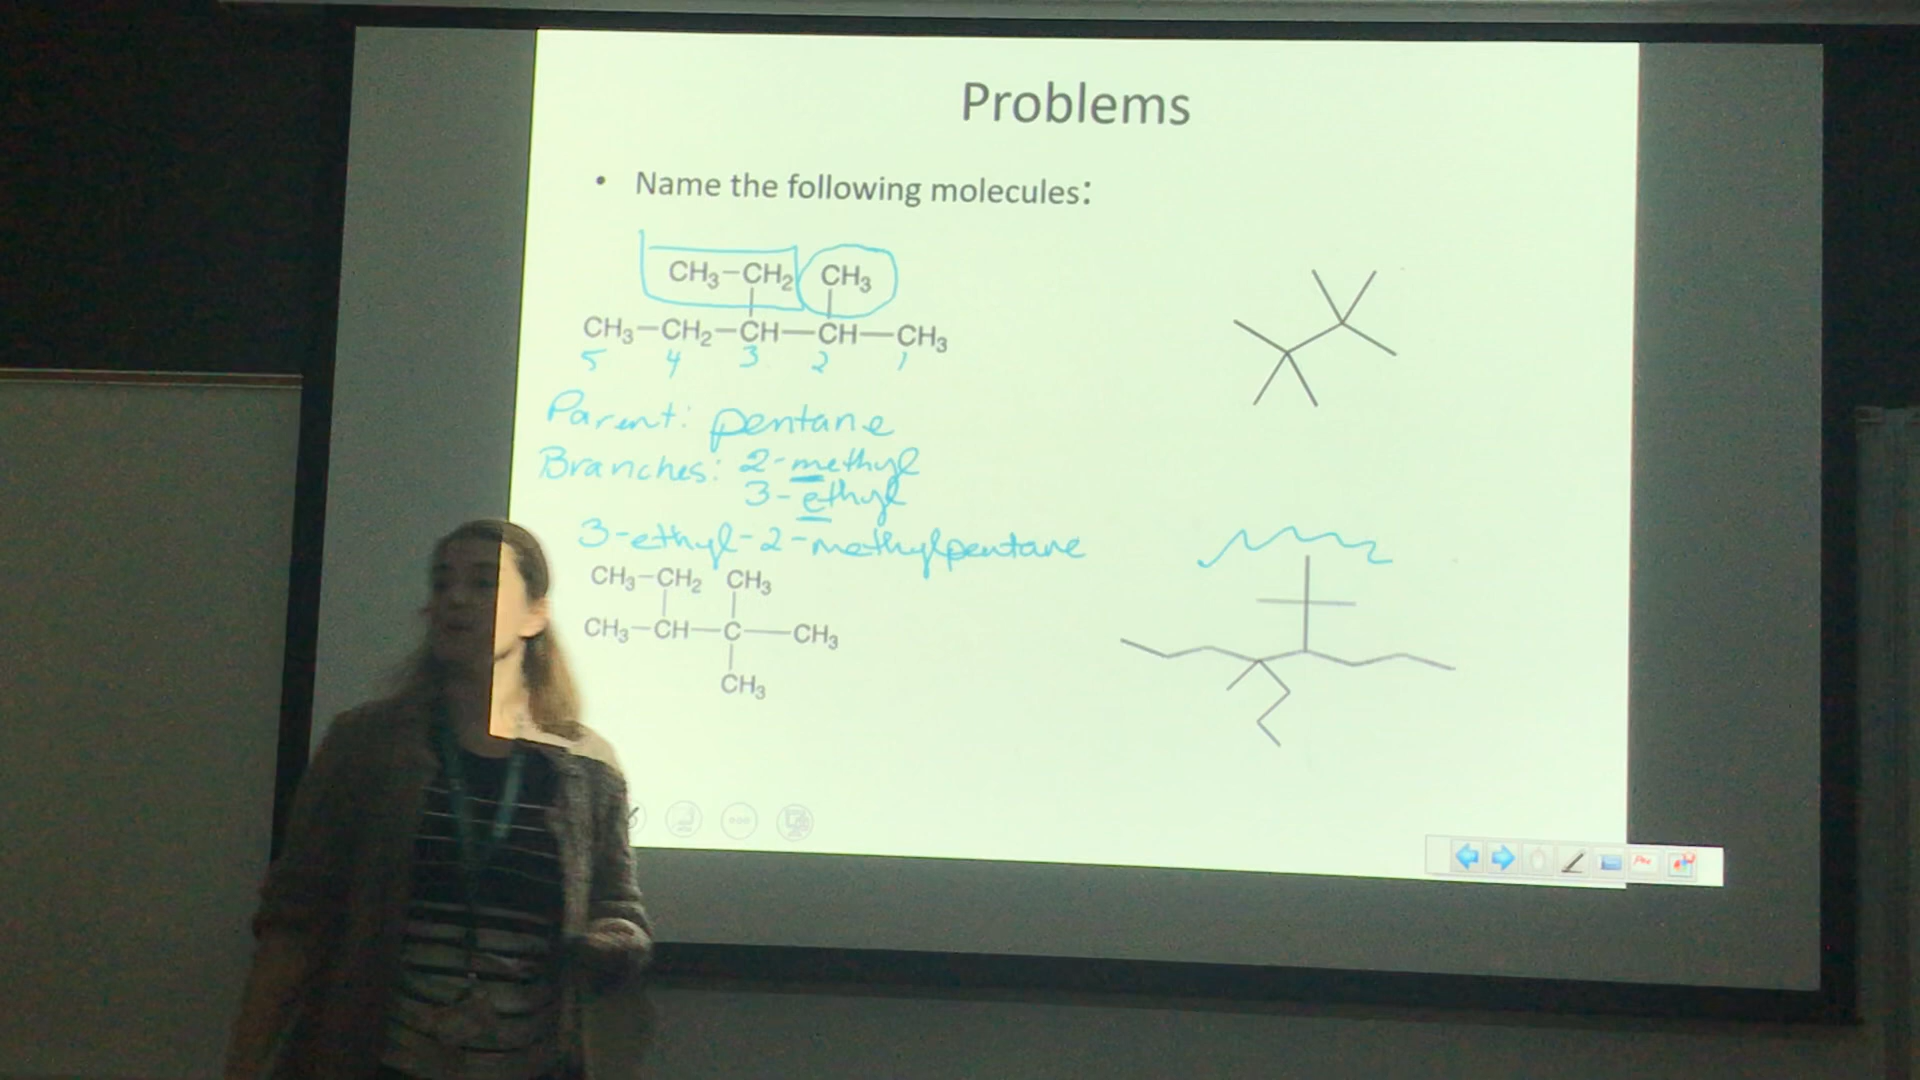 Problems
• Name the following molecules:
CH₃–CH₂ CH₃
CH₃–CH₂–CH–CH–CH₃
5 4 3 2 1
Parent: pentane
Branches: 2-methyl
3-ethyl
3-ethyl-2-methylpentane
CH₃–CH₂ CH₃
CH₃–CH–C–CH₃
CH₃